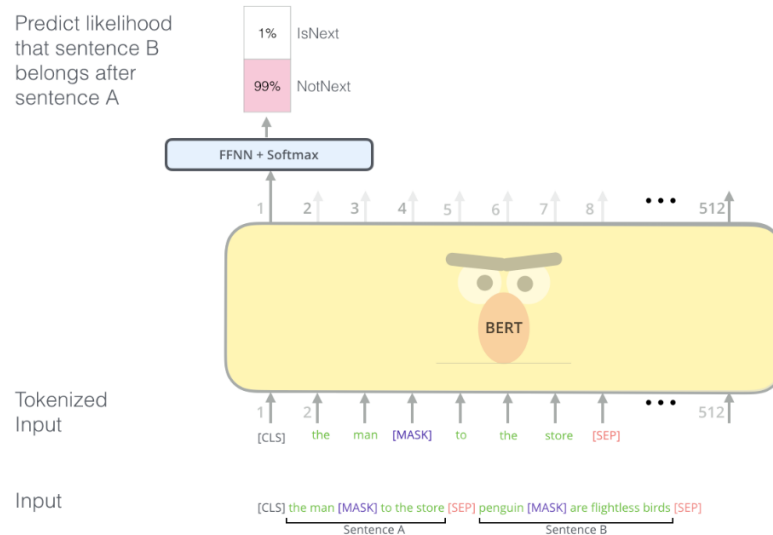 Predict likelihood
that sentence B
belongs after
sentence A
1% IsNext
99% NotNext
FFNN + Softmax
1 2 3 4 5 6 7 8 ••• 512
BERT
Tokenized
Input
1 2 ••• 512
[CLS] the man [MASK] to the store [SEP]
Input
[CLS] the man [MASK] to the store [SEP] penguin [MASK] are flightless birds [SEP]
Sentence A Sentence B